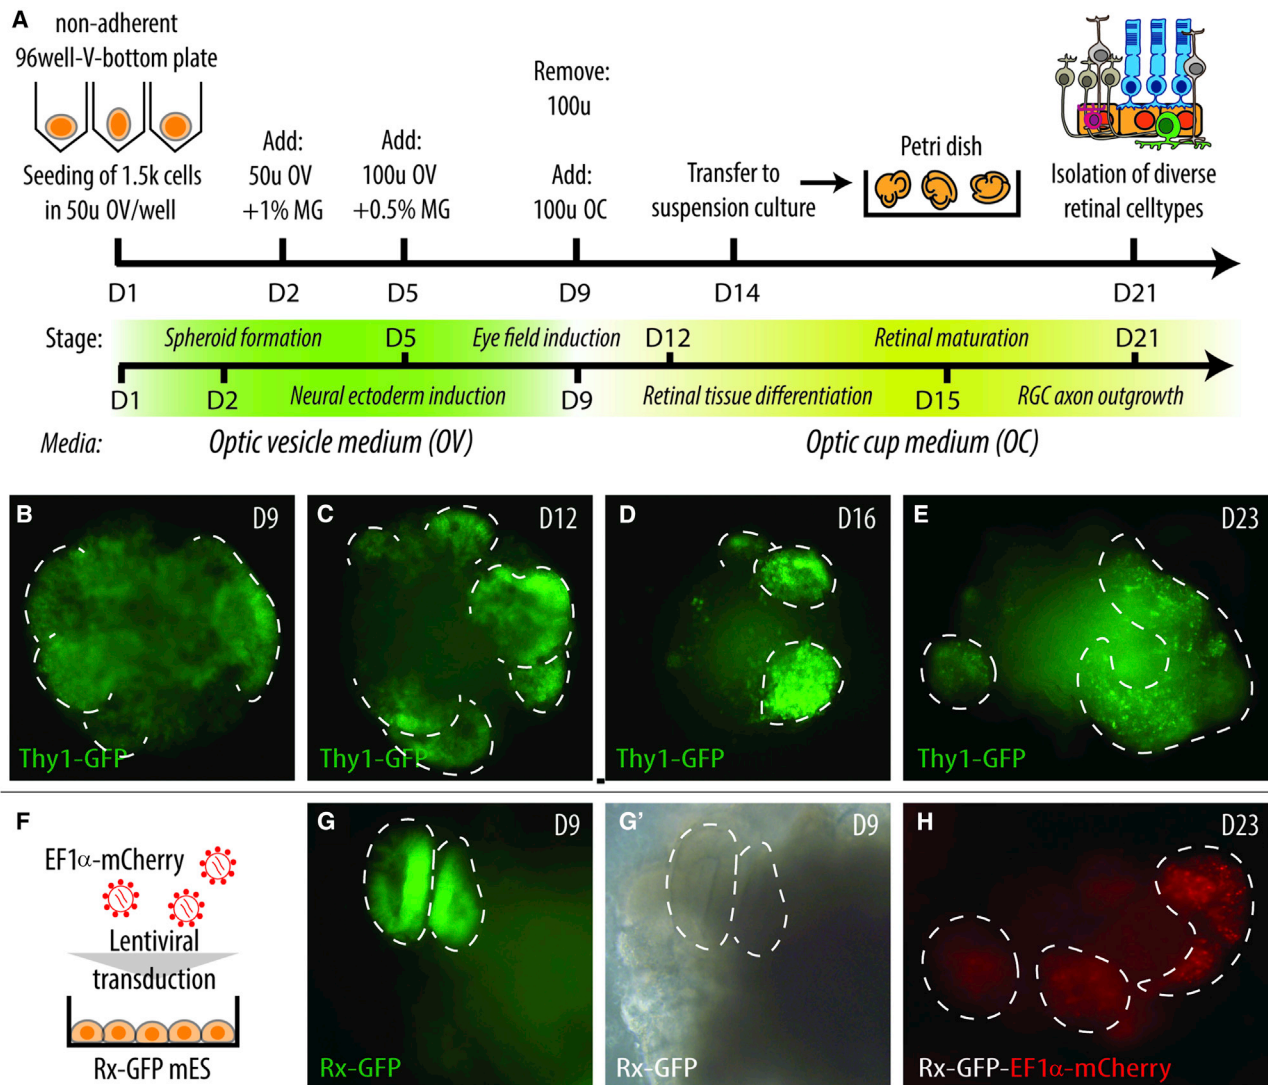 A
non-adherent
96well-V-bottom plate
Seeding of 1.5k cells
in 50u OV/well
Add:
50u OV
+1% MG
Add:
100u OV
+0.5% MG
Remove:
100u
Add:
100u OC
Transfer to
suspension culture
Petri dish
Isolation of diverse
retinal celltypes
D1 D2 D5 D9 D14 D21
Stage: Spheroid formation D5 Eye field induction D12 Retinal maturation D21
D1 D2 Neural ectoderm induction D9 Retinal tissue differentiation D15 RGC axon outgrowth
Media: Optic vesicle medium (OV) Optic cup medium (OC)
B D9
Thy1-GFP
C D12
Thy1-GFP
D D16
Thy1-GFP
E D23
Thy1-GFP
F
EF1α-mCherry
Lentiviral
transduction
Rx-GFP mES
G D9
Rx-GFP
G’ D9
Rx-GFP
H D23
Rx-GFP-EF1α-mCherry